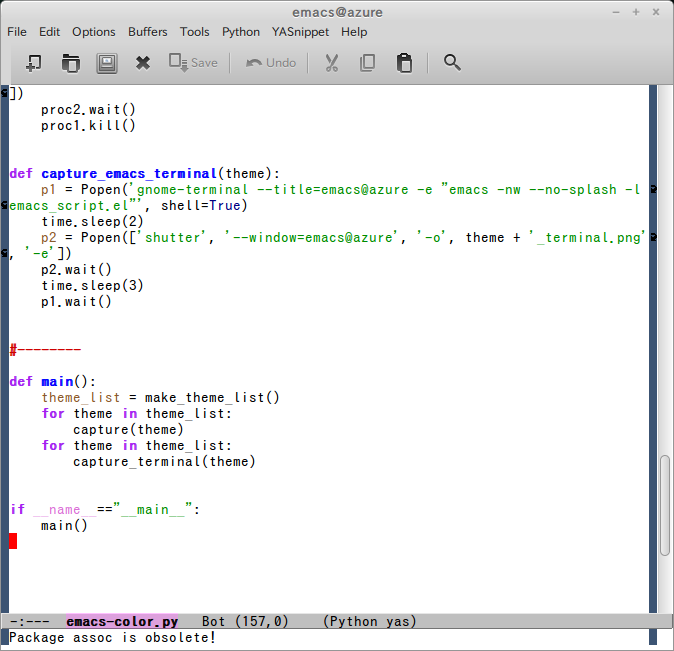 emacs@azure
File Edit Options Buffers Tools Python YASnippet Help
Save Undo
])
    proc2.wait()
    proc1.kill()
def capture_emacs_terminal(theme):
    p1 = Popen('gnome-terminal --title=emacs@azure -e "emacs -nw --no-splash -l
emacs_script.el"', shell=True)
    time.sleep(2)
    p2 = Popen(['shutter', '--window=emacs@azure', '-o', theme + '_terminal.png'
, '-e'])
    p2.wait()
    time.sleep(3)
    p1.wait()
#--------
def main():
    theme_list = make_theme_list()
    for theme in theme_list:
        capture(theme)
    for theme in theme_list:
        capture_terminal(theme)
if __name__=="__main__":
    main()
-:--- emacs-color.py Bot (157,0) (Python yas)
Package assoc is obsolete!